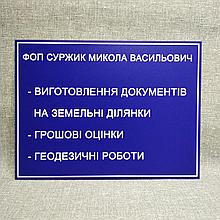 ФОП СУРЖИК МИКОЛА ВАСИЛЬОВИЧ
- ВИГОТОВЛЕННЯ ДОКУМЕНТІВ
НА ЗЕМЕЛЬНІ ДІЛЯНКИ
- ГРОШОВІ ОЦІНКИ
- ГЕОДЕЗИЧНІ РОБОТИ